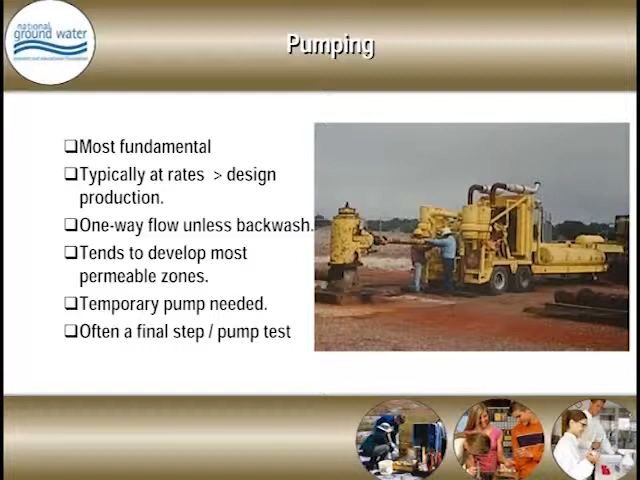 national
ground water
Pumping
❑Most fundamental
❑Typically at rates > design
production.
❑One-way flow unless backwash.
❑Tends to develop most
permeable zones.
❑Temporary pump needed.
❑Often a final step / pump test